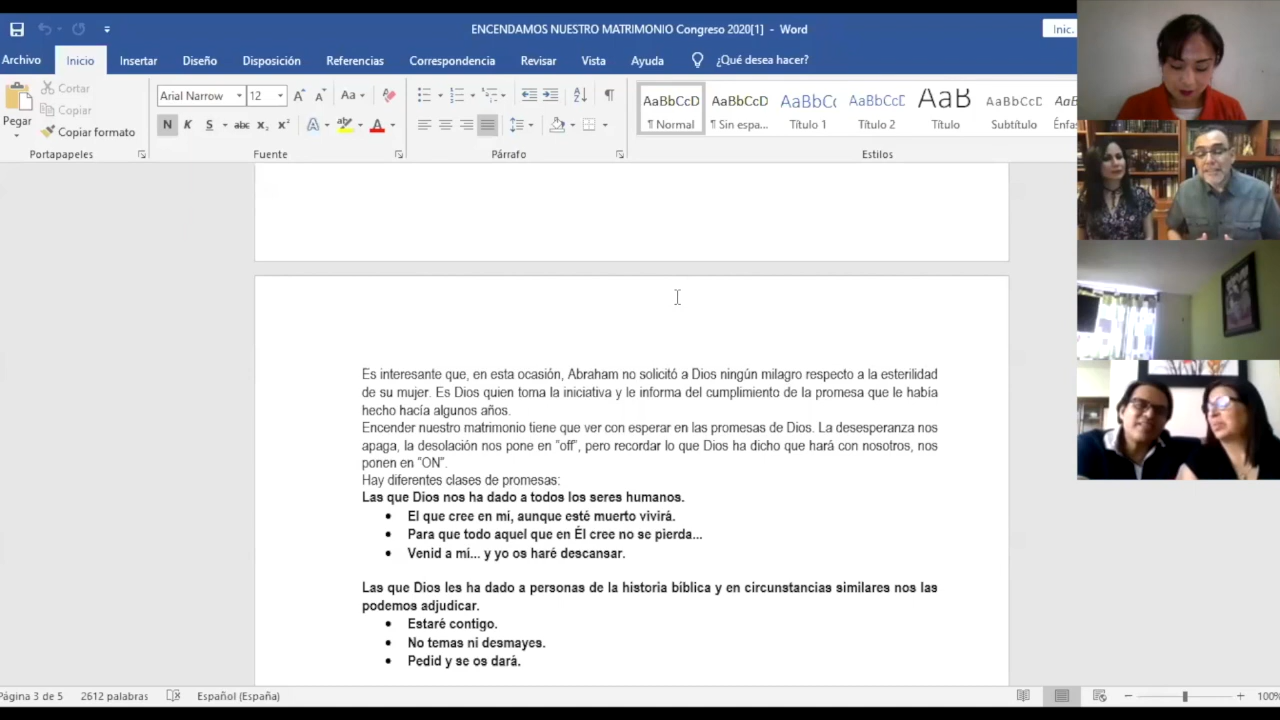 ENCENDAMOS NUESTRO MATRIMONIO Congreso 2020[1] - Word
Inic.
Archivo Inicio Insertar Diseño Disposición Referencias Correspondencia Revisar Vista Ayuda ¿Qué desea hacer?
Pegar
Cortar
Copiar
Copiar formato
Portapapeles
Arial Narrow 12 Aa
N K S abc x₂ x² A A
Fuente
Párrafo
AaBbCcD AaBbCcD AaBbCc AaBbCcD AaB AaBbCcD AaB
¶ Normal ¶ Sin espa... Título 1 Título 2 Título Subtítulo Énfas
Estilos
Es interesante que, en esta ocasión, Abraham no solicitó a Dios ningún milagro respecto a la esterilidad
de su mujer. Es Dios quien toma la iniciativa y le informa del cumplimiento de la promesa que le había
hecho hacía algunos años.
Encender nuestro matrimonio tiene que ver con esperar en las promesas de Dios. La desesperanza nos
apaga, la desolación nos pone en “off”, pero recordar lo que Dios ha dicho que hará con nosotros, nos
ponen en “ON”.
Hay diferentes clases de promesas:
Las que Dios nos ha dado a todos los seres humanos.
• El que cree en mí, aunque esté muerto vivirá.
• Para que todo aquel que en Él cree no se pierda...
• Venid a mí... y yo os haré descansar.
Las que Dios les ha dado a personas de la historia bíblica y en circunstancias similares nos las
podemos adjudicar.
• Estaré contigo.
• No temas ni desmayes.
• Pedid y se os dará.
Página 3 de 5 2612 palabras Español (España) 100%